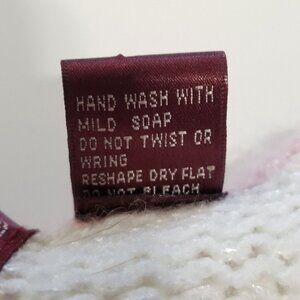 HAND WASH WITH
MILD SOAP
DO NOT TWIST OR
WRING
RESHAPE DRY FLAT
DO NOT BLEACH